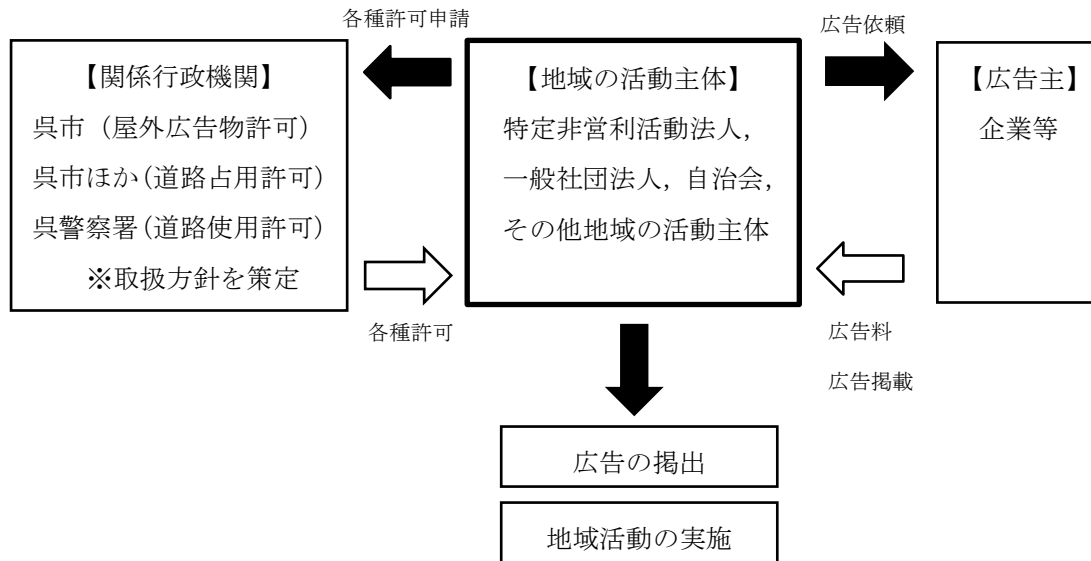 各種許可申請
広告依頼
【関係行政機関】
呉市（屋外広告物許可）
呉市ほか（道路占用許可）
呉警察署（道路使用許可）
※取扱方針を策定
【地域の活動主体】
特定非営利活動法人，
一般社団法人，自治会，
その他地域の活動主体
【広告主】
企業等
各種許可
広告料
広告掲載
広告の掲出
地域活動の実施